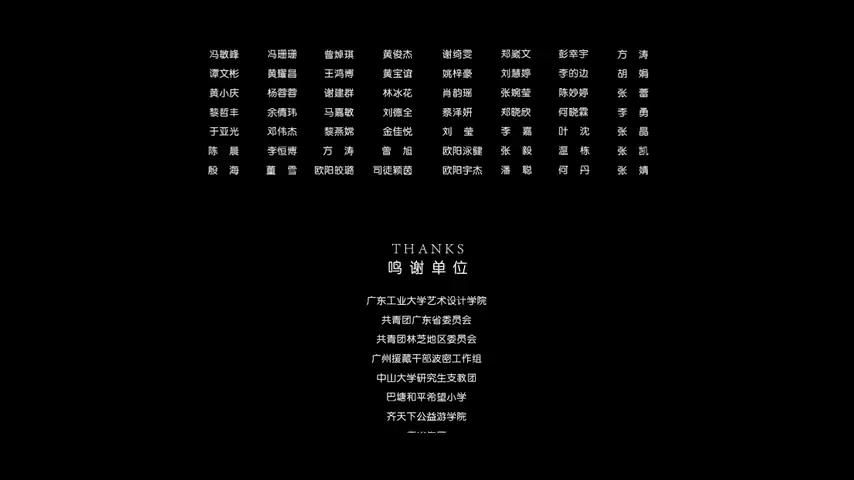 冯敏峰 冯珊珊 曾婥琪 黄俊杰 谢绮雯 郑崴文 彭幸宇 方 涛
谭文彬 黄耀昌 王鸿博 黄宝谊 姚梓豪 刘慧婷 李的边 胡 娟
黄小庆 杨蓉蓉 谢建群 林冰花 肖韵瑶 张婉莹 陈妙婷 张 蕾
黎哲丰 余倩玮 马嘉敏 刘德全 蔡泽妍 郑晓欣 何晓霖 李 勇
于亚光 邓伟杰 黎燕嫦 金佳悦 刘 莹 李 嘉 叶 沈 张 晶
陈 晨 李恒博 方 涛 曾 旭 欧阳泳健 张 毅 温 栋 张 凯
殷 海 董 雪 欧阳皎璐 司徒颖茵 欧阳宇杰 潘 聪 何 丹 张 婧
THANKS
鸣谢单位
广东工业大学艺术设计学院
共青团广东省委员会
共青团林芝地区委员会
广州援藏干部波密工作组
中山大学研究生支教团
巴塘和平希望小学
齐天下公益游学院